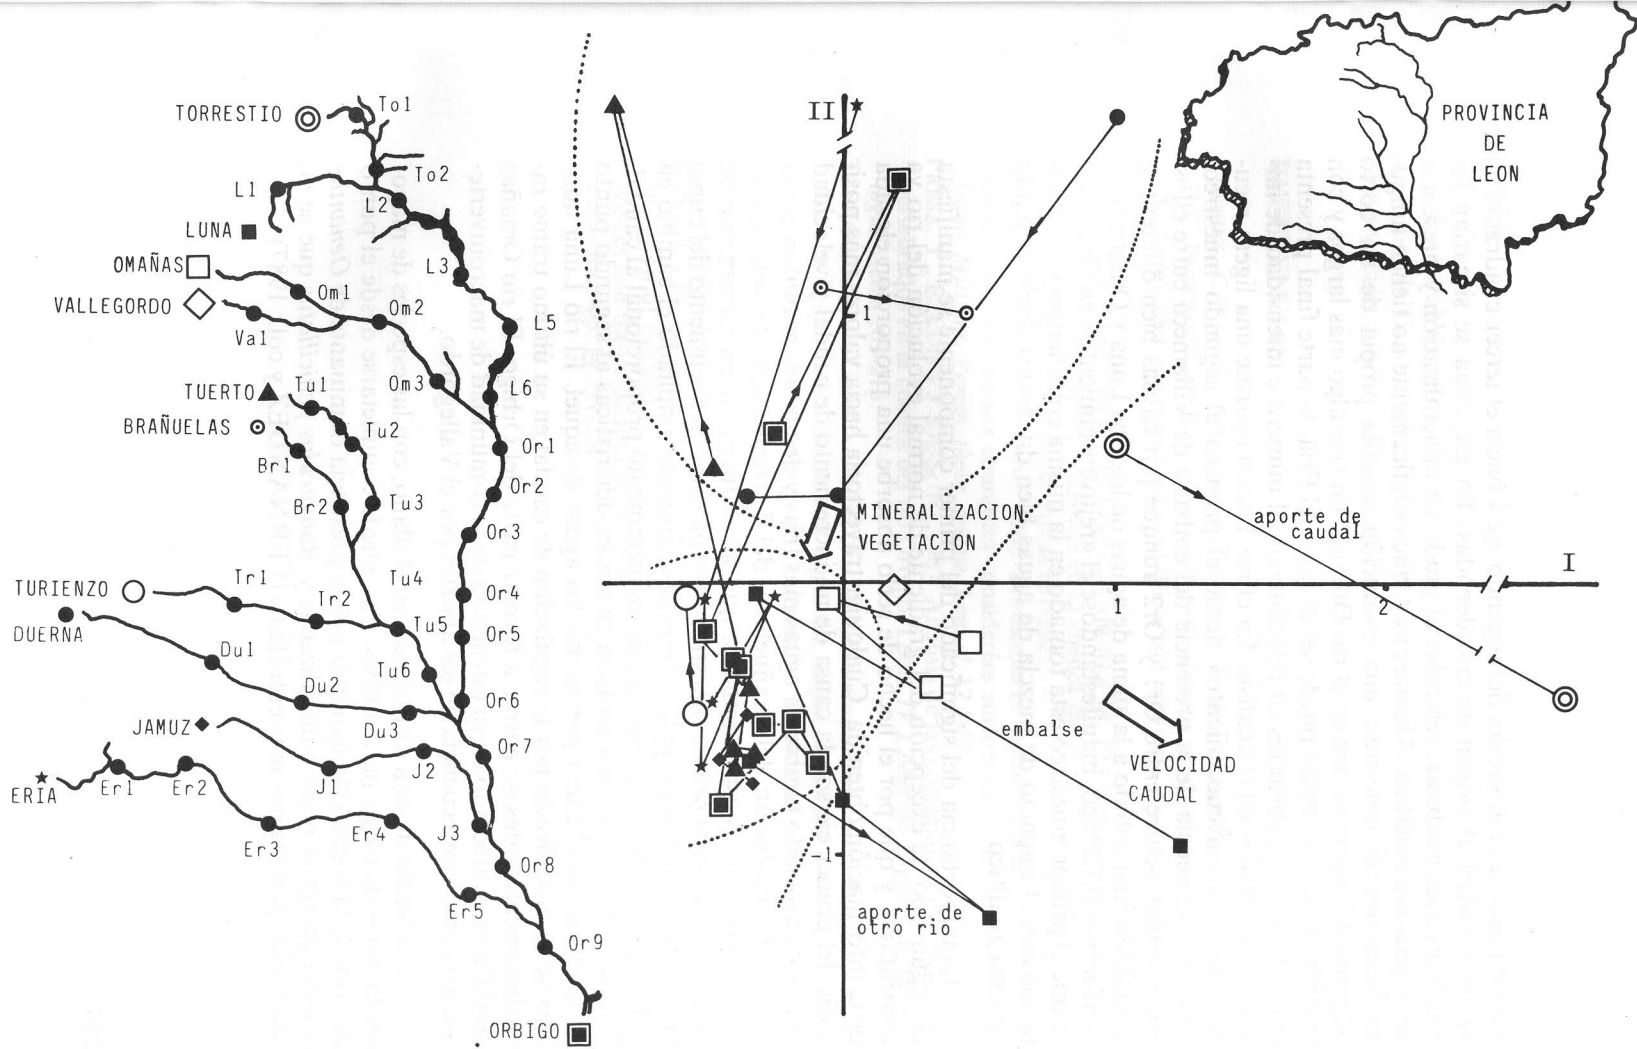 TORRESTIO
To1
To2
L1
L2
LUNA
L3
OMAÑAS
Om1
VALLEGORDO
Va1
Om2
L5
Om3
L6
TUERTO
Tu1
BRAÑUELAS
Tu2
Br1
Or1
Br2
Tu3
Or2
Or3
TURIENZO
Tr1
Tu4
Or4
Tr2
DUERNA
Tu5
Or5
Du1
Tu6
Du2
Or6
JAMUZ
Du3
Or7
J1
J2
ERIA
Er1
Er2
Er3
Er4
J3
Or8
Er5
Or9
ORBIGO
II
1
MINERALIZACION
VEGETACION
I
1
2
aporte de
caudal
embalse
VELOCIDAD
CAUDAL
-1
aporte de
otro rio
PROVINCIA
DE
LEON